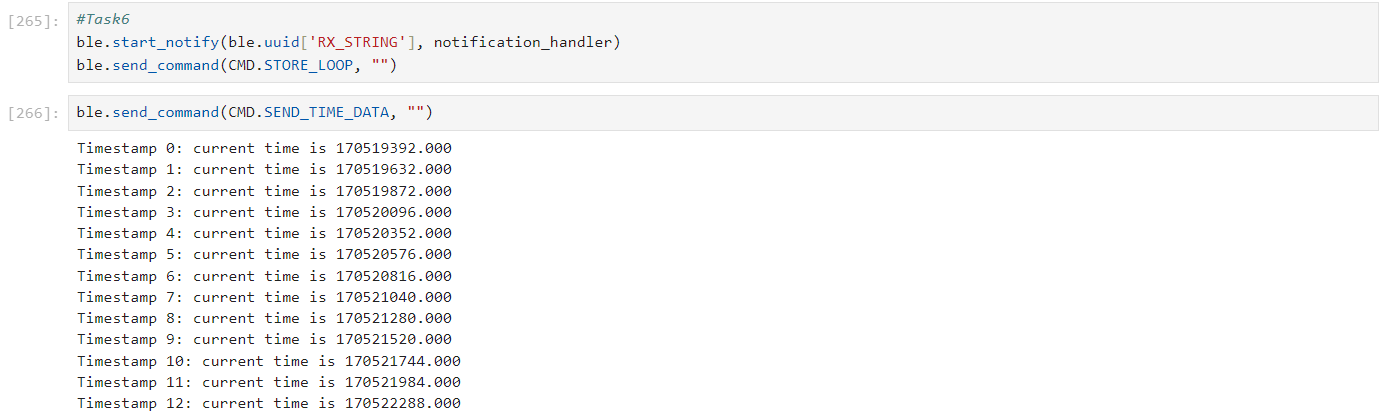 [265]: #Task6
ble.start_notify(ble.uuid['RX_STRING'], notification_handler)
ble.send_command(CMD.STORE_LOOP, "")
[266]: ble.send_command(CMD.SEND_TIME_DATA, "")
Timestamp 0: current time is 170519392.000
Timestamp 1: current time is 170519632.000
Timestamp 2: current time is 170519872.000
Timestamp 3: current time is 170520096.000
Timestamp 4: current time is 170520352.000
Timestamp 5: current time is 170520576.000
Timestamp 6: current time is 170520816.000
Timestamp 7: current time is 170521040.000
Timestamp 8: current time is 170521280.000
Timestamp 9: current time is 170521520.000
Timestamp 10: current time is 170521744.000
Timestamp 11: current time is 170521984.000
Timestamp 12: current time is 170522288.000